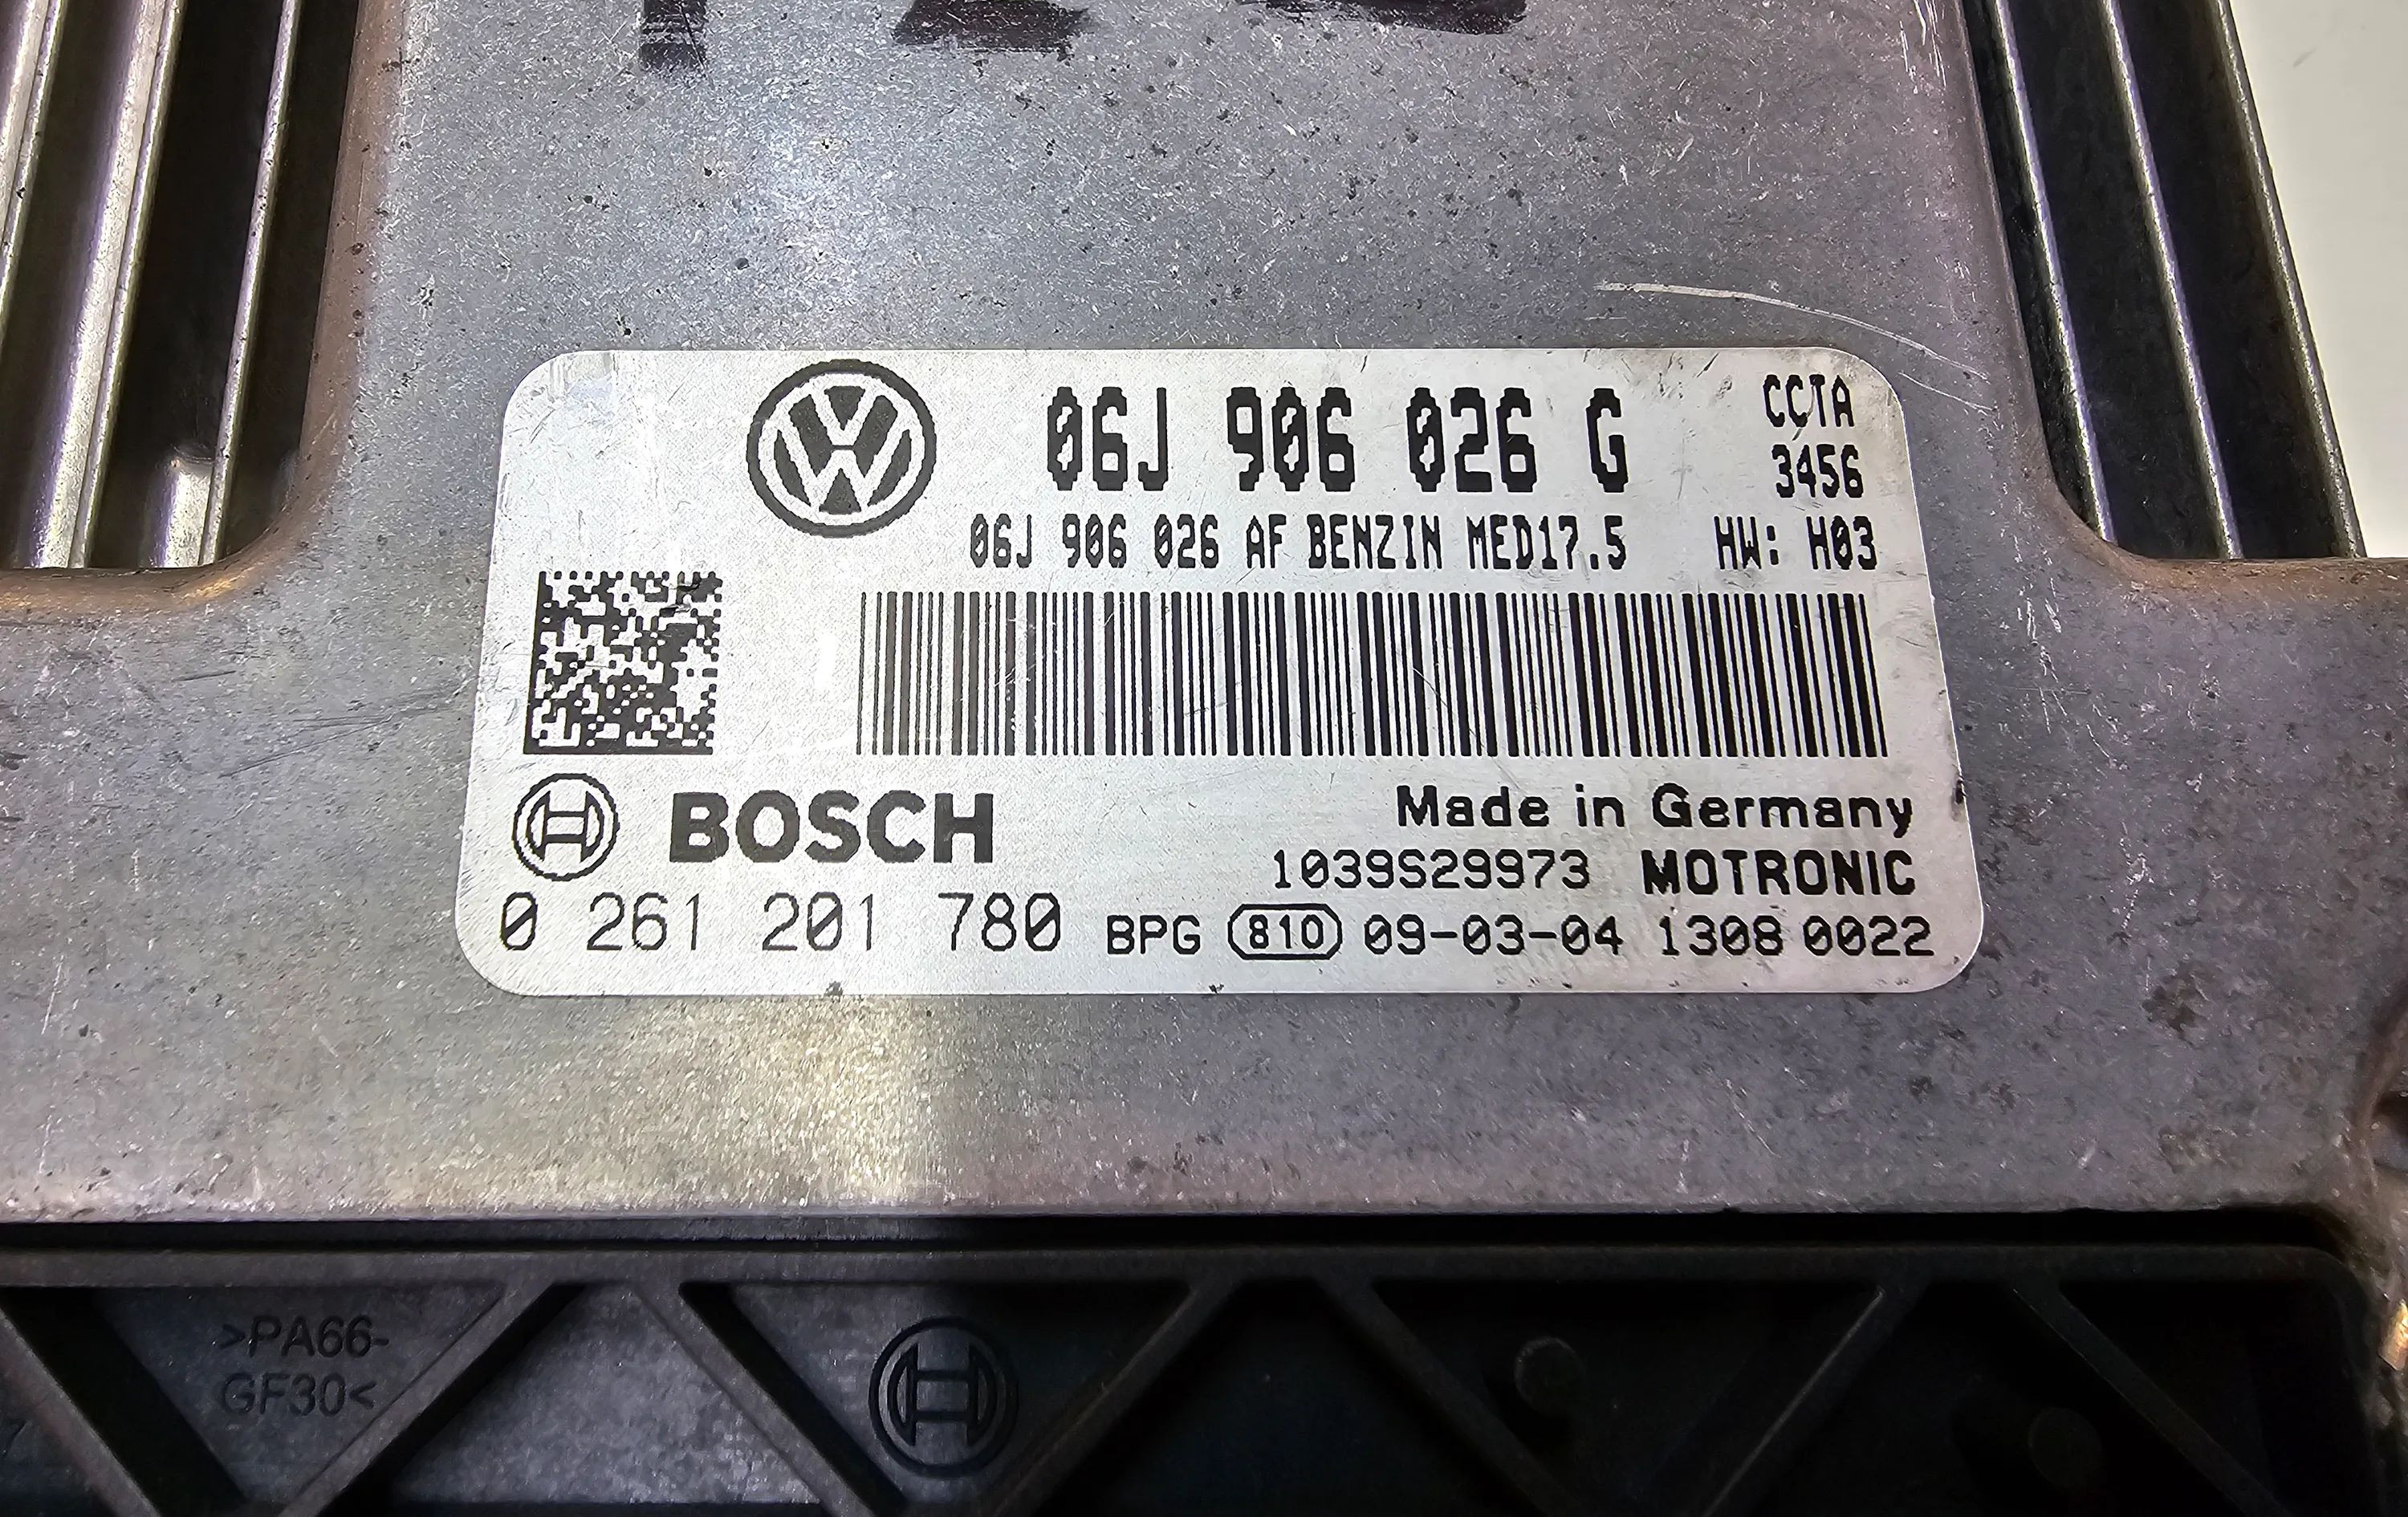 06J 906 026 G
CCTA
3456
06J 906 026 AF BENZIN MED17.5 HW: H03
BOSCH
Made in Germany
1039S29973 MOTRONIC
0 261 201 780 BPG 810 09-03-04 1308 0022
>PA66-
GF30<